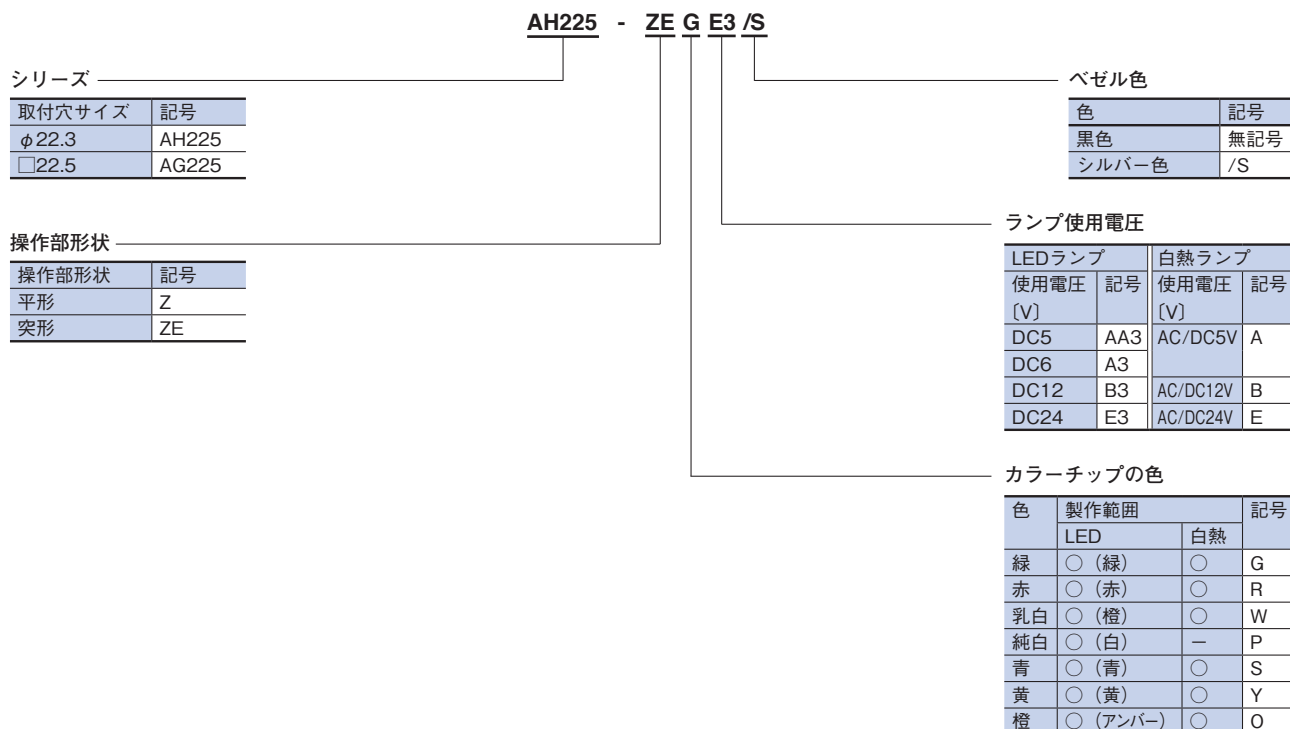 AH225 - ZE G E3 /S
シリーズ
取付穴サイズ 記号
φ22.3 AH225
□22.5 AG225
操作部形状
操作部形状 記号
平形 Z
突形 ZE
ベゼル色
色 記号
黒色 無記号
シルバー色 /S
ランプ使用電圧
LEDランプ 白熱ランプ
使用電圧〔V〕 記号 使用電圧〔V〕 記号
DC5 AA3 AC/DC5V A
DC6 A3
DC12 B3 AC/DC12V B
DC24 E3 AC/DC24V E
カラーチップの色
色 製作範囲 記号
LED 白熱
緑 ○（緑） ○ G
赤 ○（赤） ○ R
乳白 ○（橙） ○ W
純白 ○（白） － P
青 ○（青） ○ S
黄 ○（黄） ○ Y
橙 ○（アンバー） ○ O